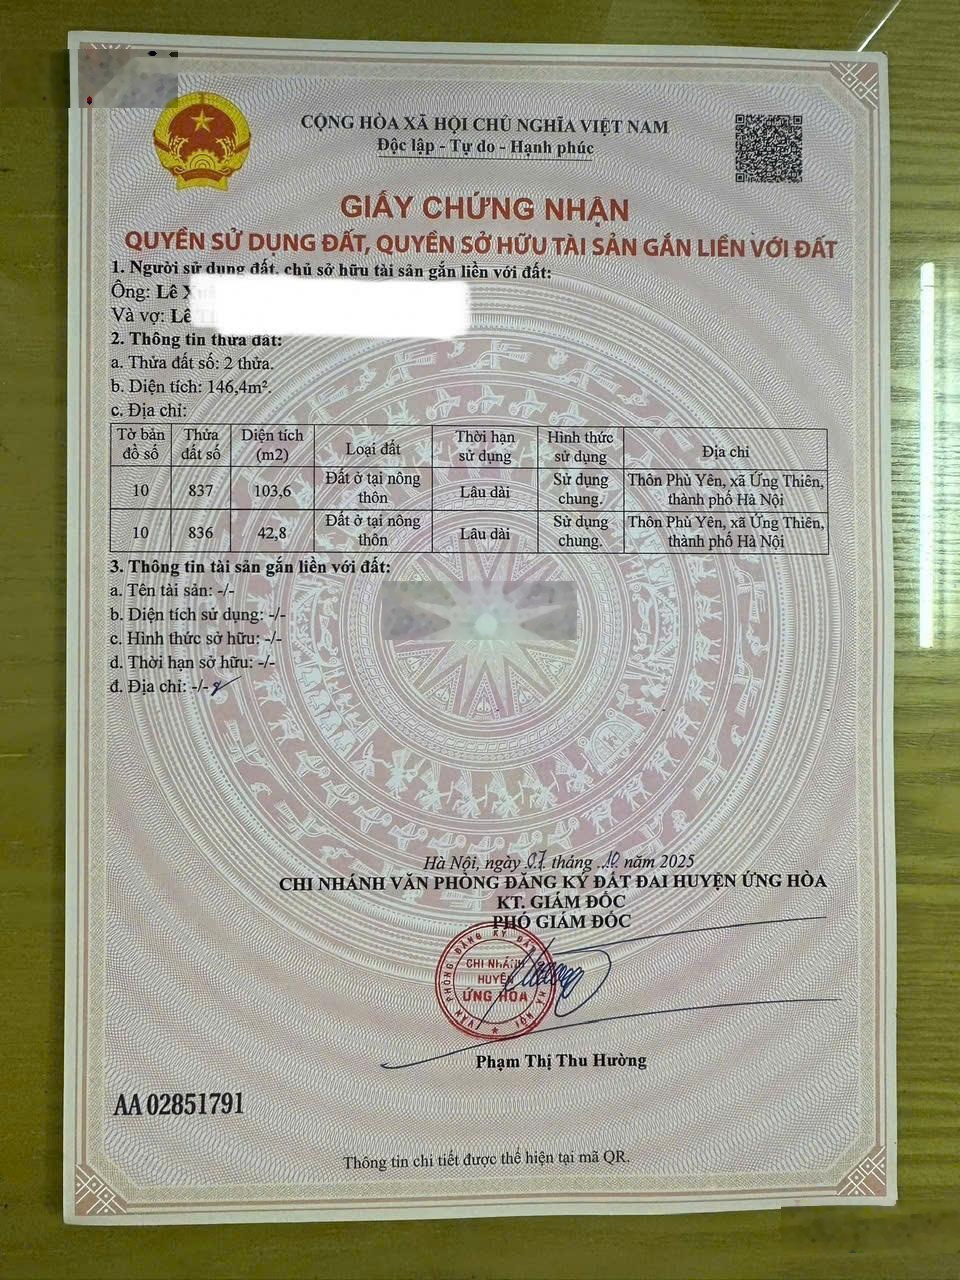 CỘNG HÒA XÃ HỘI CHỦ NGHĨA VIỆT NAM
Độc lập - Tự do - Hạnh phúc
GIẤY CHỨNG NHẬN
QUYỀN SỬ DỤNG ĐẤT, QUYỀN SỞ HỮU TÀI SẢN GẮN LIỀN VỚI ĐẤT
1. Người sử dụng đất, chủ sở hữu tài sản gắn liền với đất:
Ông: Lê
Và vợ: Lê
2. Thông tin thửa đất:
a. Thửa đất số: 2 thửa.
b. Diện tích: 146,4m².
c. Địa chỉ:
Tờ bản đồ số Thửa đất số Diện tích (m2) Loại đất Thời hạn sử dụng Hình thức sử dụng Địa chỉ
10 837 103,6 Đất ở tại nông thôn Lâu dài Sử dụng chung. Thôn Phù Yên, xã Ứng Thiên, thành phố Hà Nội
10 836 42,8 Đất ở tại nông thôn Lâu dài Sử dụng chung. Thôn Phù Yên, xã Ứng Thiên, thành phố Hà Nội
3. Thông tin tài sản gắn liền với đất:
a. Tên tài sản: -/-
b. Diện tích sử dụng: -/-
c. Hình thức sở hữu: -/-
d. Thời hạn sở hữu: -/-
đ. Địa chỉ: -/-
Hà Nội, ngày 07 tháng 10 năm 2025
CHI NHÁNH VĂN PHÒNG ĐĂNG KÝ ĐẤT ĐAI HUYỆN ỨNG HÒA
KT. GIÁM ĐỐC
PHÓ GIÁM ĐỐC
VĂN PHÒNG ĐĂNG KÝ ĐẤT HÀ NỘI
CHI NHÁNH
HUYỆN
ỨNG HÒA
Phạm Thị Thu Hường
AA 02851791
Thông tin chi tiết được thể hiện tại mã QR.